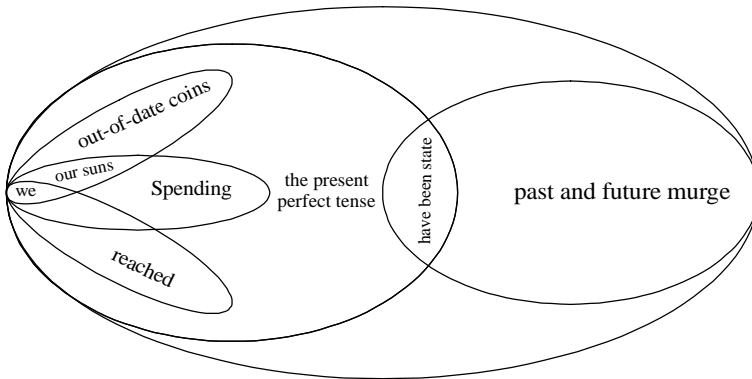 out-of-date coins
our suns
we
Spending
the present
perfect tense
have been state
past and future murge
reached